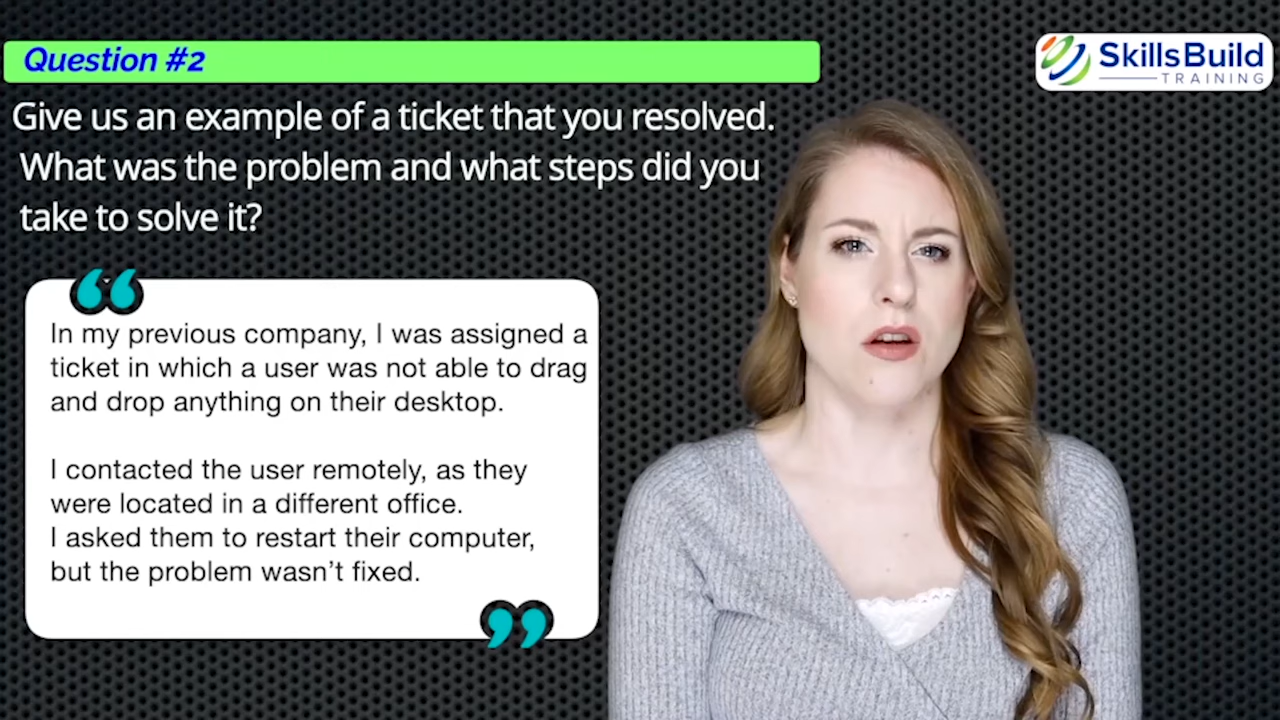 Question #2
SkillsBuild
TRAINING
Give us an example of a ticket that you resolved.
What was the problem and what steps did you
take to solve it?
“
In my previous company, I was assigned a
ticket in which a user was not able to drag
and drop anything on their desktop.
I contacted the user remotely, as they
were located in a different office.
I asked them to restart their computer,
but the problem wasn’t fixed.
”